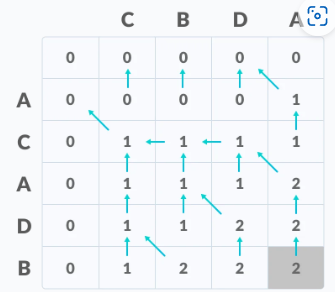 C B D A
0 0 0 0 0
A 0 0 0 0 1
C 0 1 1 1 1
A 0 1 1 1 2
D 0 1 1 2 2
B 0 1 2 2 2